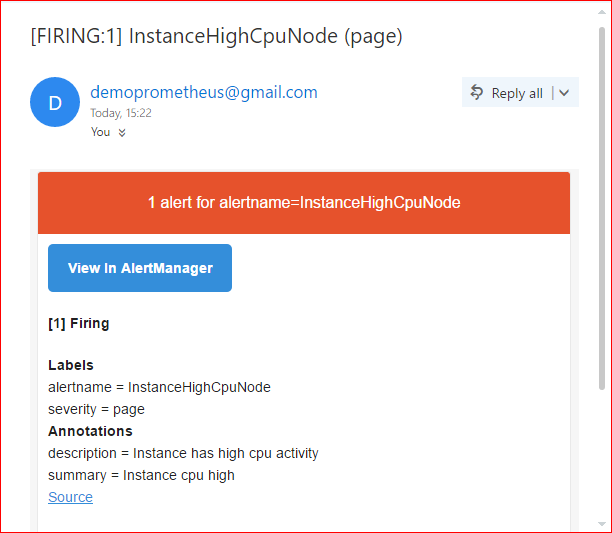 [FIRING:1] InstanceHighCpuNode (page)
D
demoprometheus@gmail.com
Reply all
Today, 15:22
You
1 alert for alertname=InstanceHighCpuNode
View In AlertManager
[1] Firing
Labels
alertname = InstanceHighCpuNode
severity = page
Annotations
description = Instance has high cpu activity
summary = Instance cpu high
Source